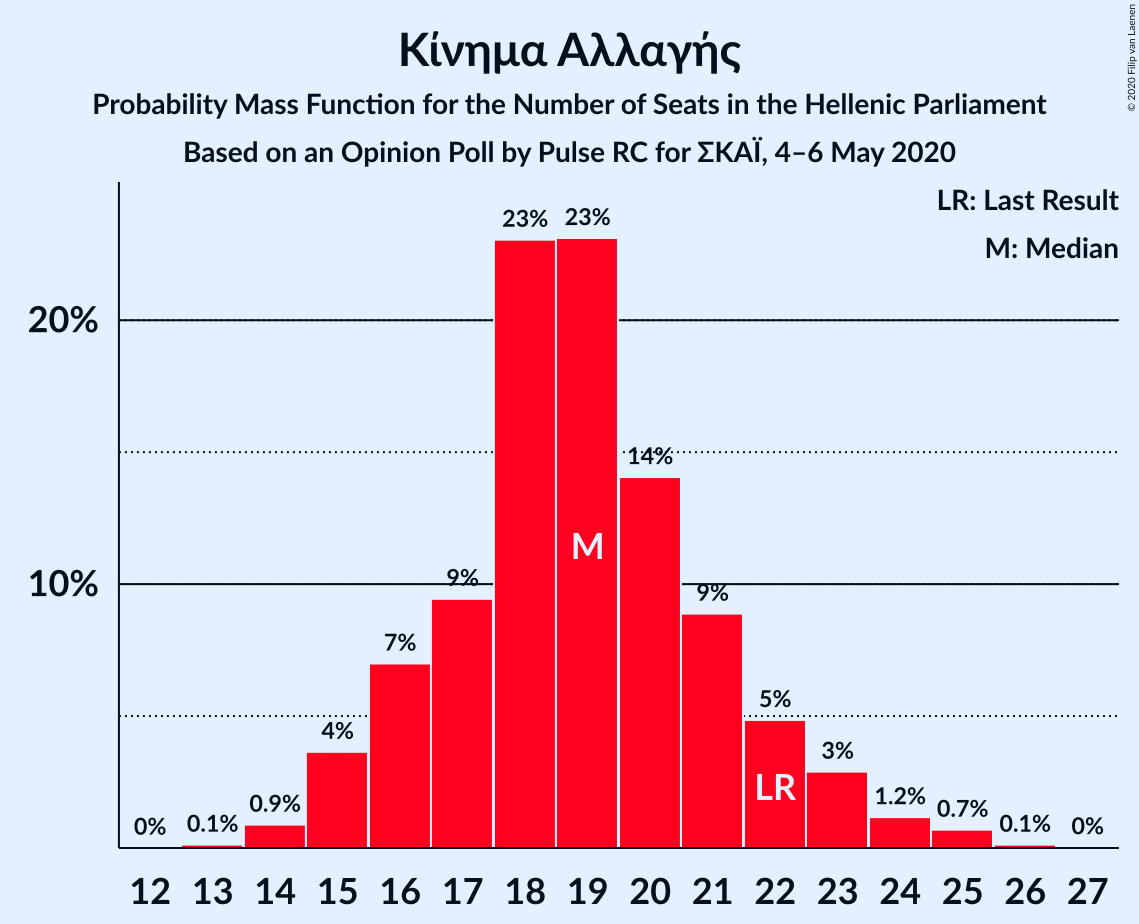 Κίνημα Αλλαγής
Probability Mass Function for the Number of Seats in the Hellenic Parliament
Based on an Opinion Poll by Pulse RC for ΣΚΑΪ, 4–6 May 2020
© 2020 Filip van Laenen
LR: Last Result
M: Median
23% 23%
20%
14%
M
10%
9% 9%
7%
5%
4%
3%
LR
0% 0.1% 0.9% 1.2% 0.7% 0.1% 0%
12 13 14 15 16 17 18 19 20 21 22 23 24 25 26 27